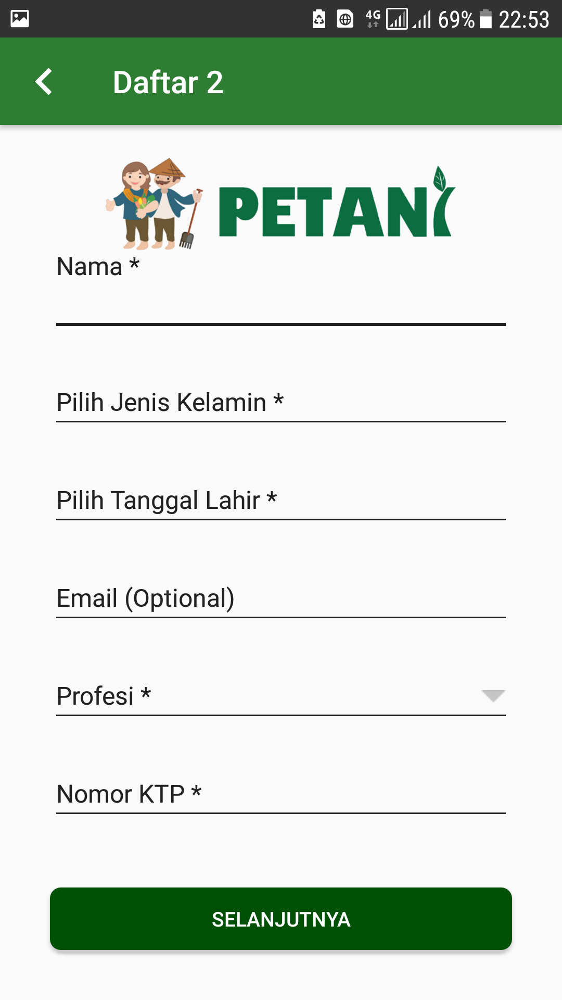 4G 69% 22:53
Daftar 2
PETANI
Nama *
Pilih Jenis Kelamin *
Pilih Tanggal Lahir *
Email (Optional)
Profesi *
Nomor KTP *
SELANJUTNYA